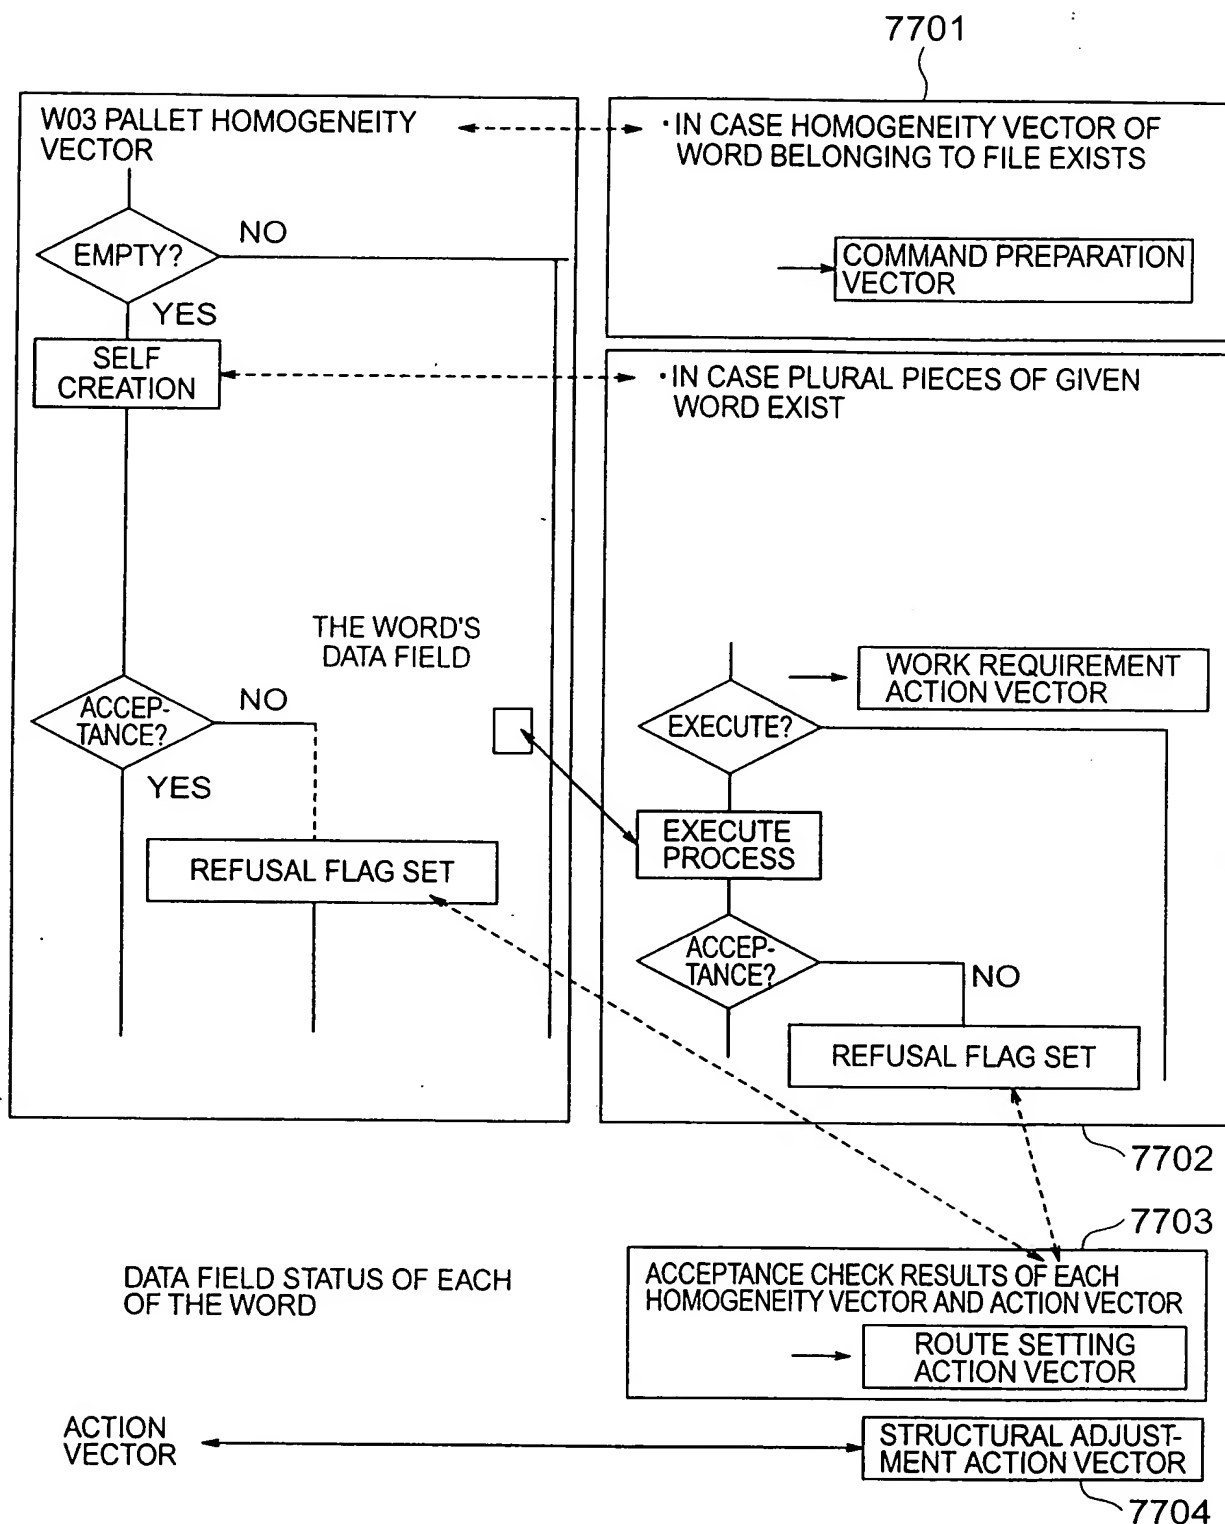 7701
W03 PALLET HOMOGENEITY
VECTOR
EMPTY?
NO
YES
SELF
CREATION
THE WORD'S
DATA FIELD
ACCEP-
TANCE?
NO
YES
REFUSAL FLAG SET
·IN CASE HOMOGENEITY VECTOR OF
WORD BELONGING TO FILE EXISTS
COMMAND PREPARATION
VECTOR
·IN CASE PLURAL PIECES OF GIVEN
WORD EXIST
WORK REQUIREMENT
ACTION VECTOR
EXECUTE?
EXECUTE
PROCESS
ACCEP-
TANCE?
NO
REFUSAL FLAG SET
7702
7703
DATA FIELD STATUS OF EACH
OF THE WORD
ACCEPTANCE CHECK RESULTS OF EACH
HOMOGENEITY VECTOR AND ACTION VECTOR
ROUTE SETTING
ACTION VECTOR
ACTION
VECTOR
STRUCTURAL ADJUST-
MENT ACTION VECTOR
7704